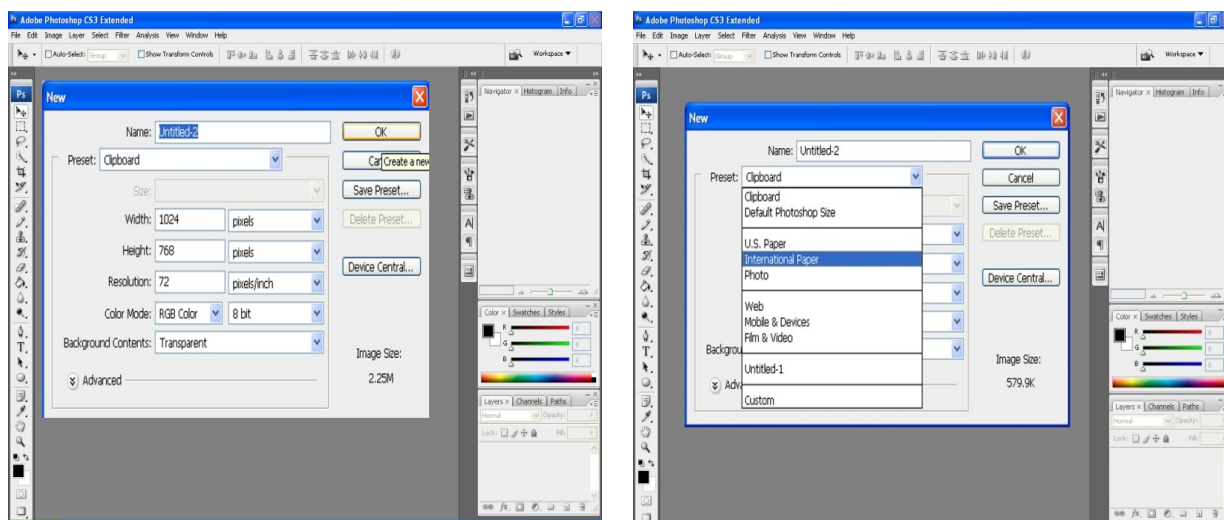 Adobe Photoshop CS3 Extended
File Edit Image Layer Select Filter Analysis View Window Help
Auto-Select: Group Show Transform Controls Workspace
Ps
New
Name: Untitled-2
OK
Preset: Clipboard
Create a new
Size:
Save Preset...
Width: 1024 pixels
Delete Preset...
Height: 768 pixels
Device Central...
Resolution: 72 pixels/inch
Color Mode: RGB Color 8 bit
Background Contents: Transparent
Image Size:
2.25M
Advanced
Navigator Histogram Info
Color Swatches Styles
R
G
B
Layers Channels Paths
Normal Opacity:
Lock: Fill:
Adobe Photoshop CS3 Extended
File Edit Image Layer Select Filter Analysis View Window Help
Auto-Select: Group Show Transform Controls Workspace
Ps
New
Name: Untitled-2
OK
Preset: Clipboard
Cancel
Clipboard
Default Photoshop Size
Save Preset...
Delete Preset...
U.S. Paper
International Paper
Photo
Device Central...
Web
Mobile & Devices
Film & Video
Untitled-1
Custom
Image Size:
579.9K
Navigator Histogram Info
Color Swatches Styles
R
G
B
Layers Channels Paths
Normal Opacity:
Lock: Fill: